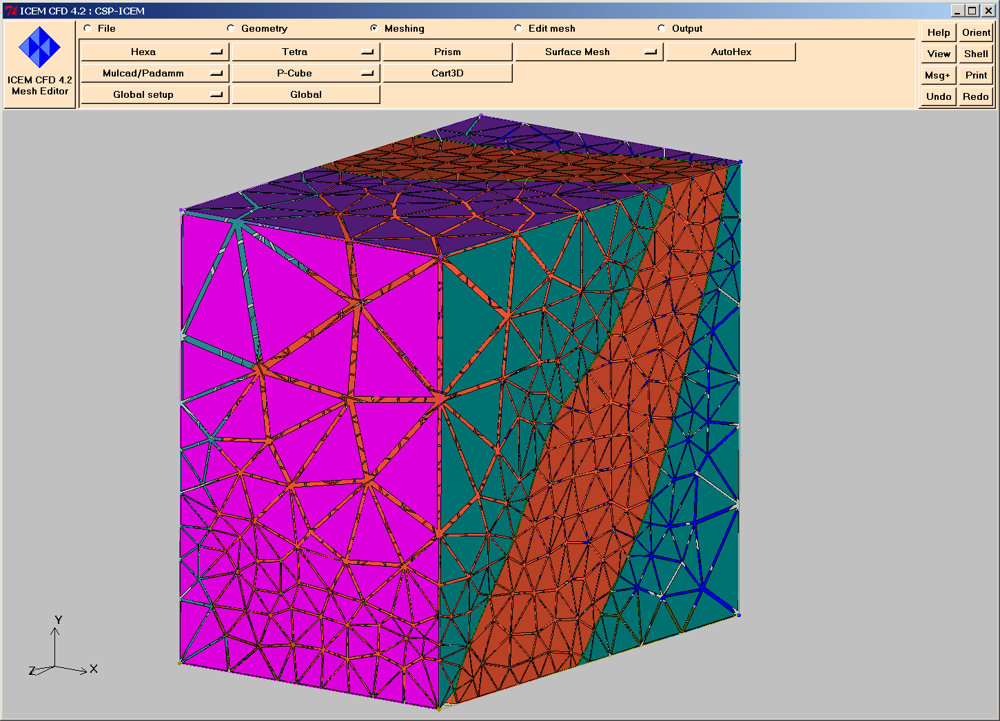 ICEM CFD 4.2 : CSP-ICEM
File Geometry Meshing Edit mesh Output
Help Orient
Hexa Tetra Prism Surface Mesh AutoHex
View Shell
Mulcad/Padamm P-Cube Cart3D
Msg+ Print
ICEM CFD 4.2
Mesh Editor
Global setup Global
Undo Redo
Y
Z
X